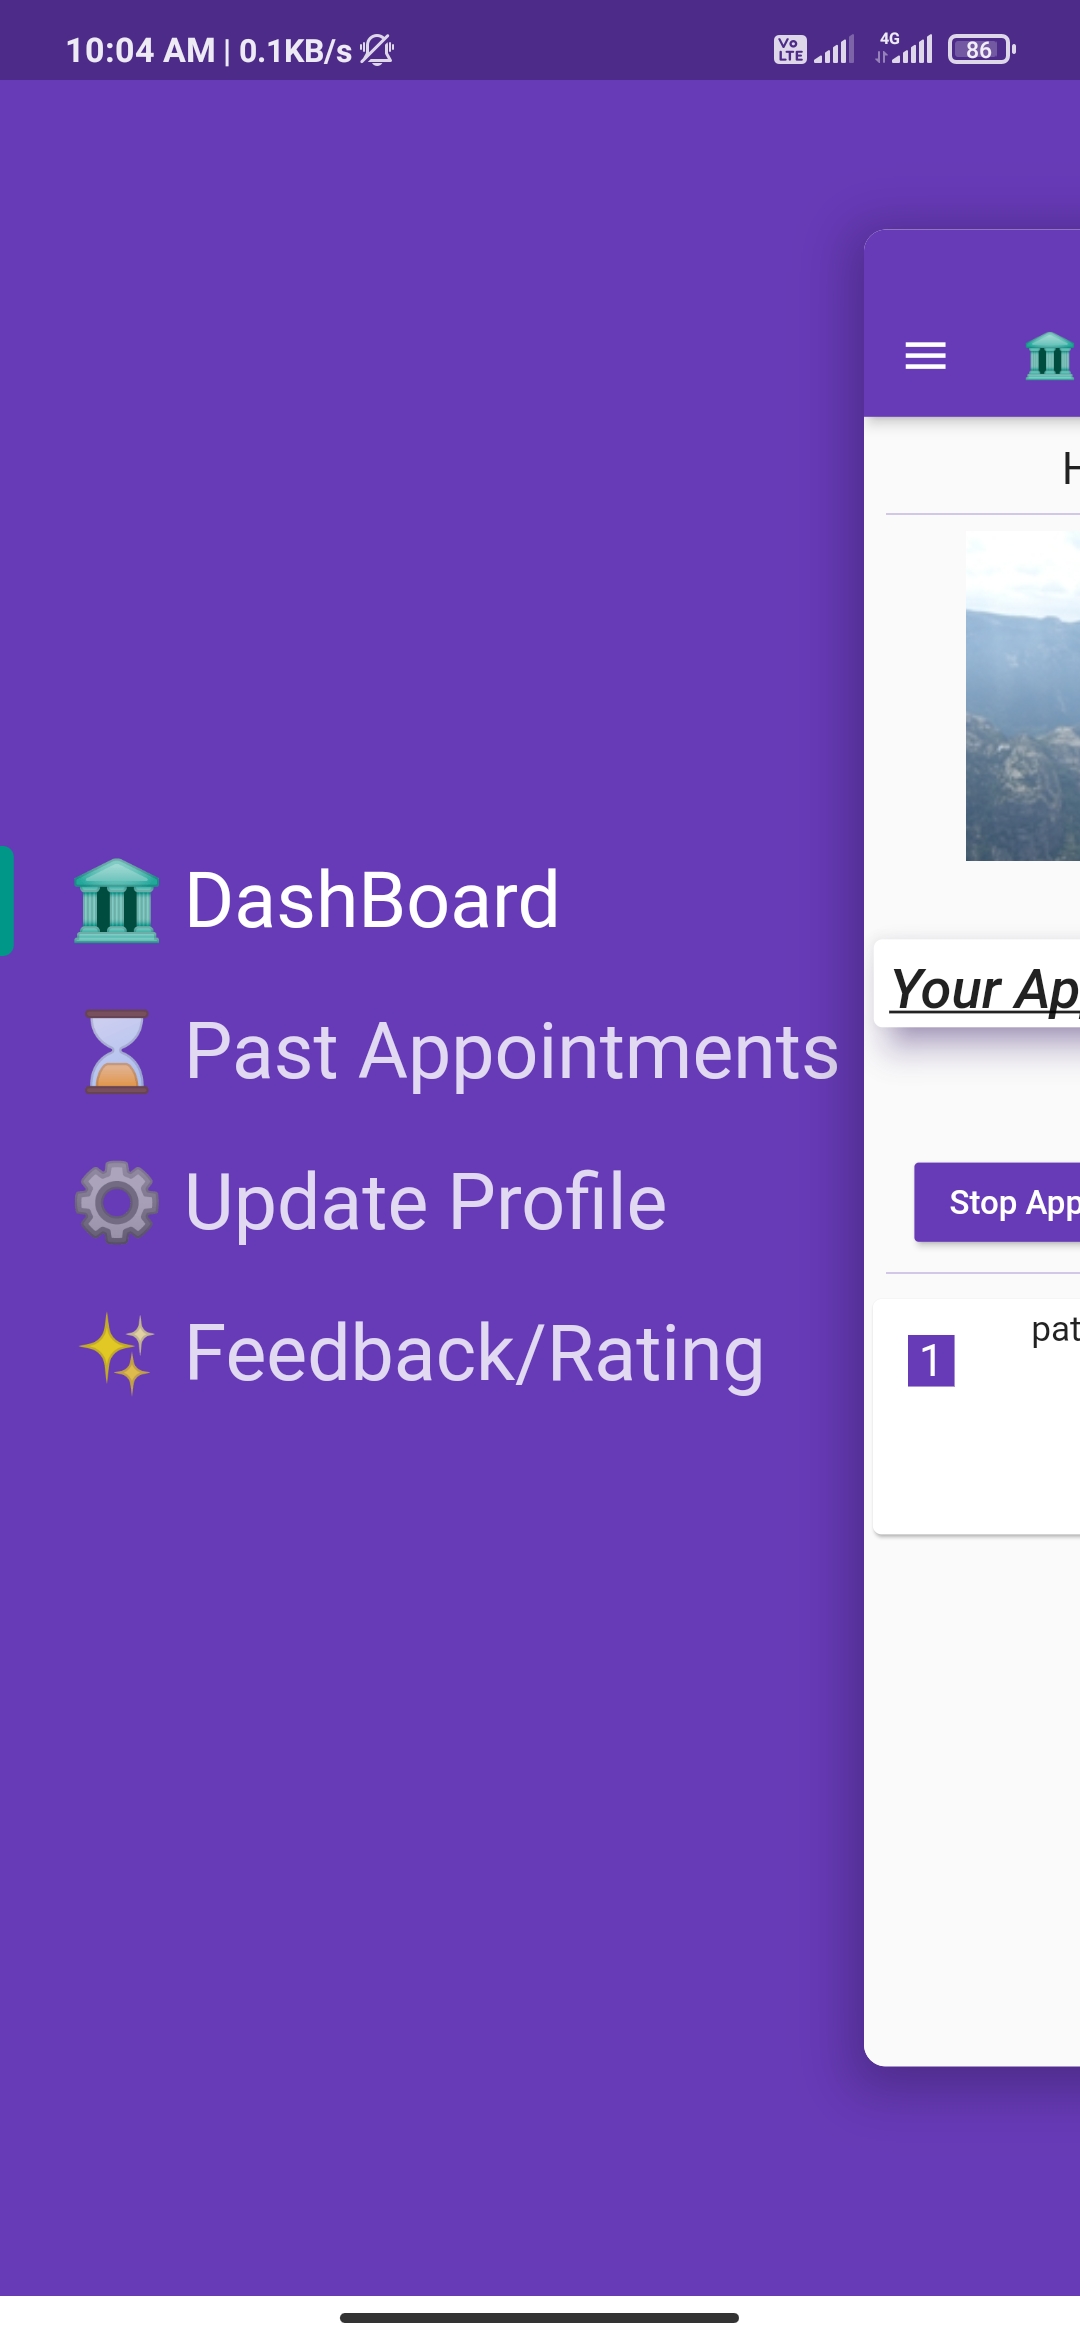 10:04 AM | 0.1KB/s
Vo LTE 4G 86
DashBoard
Past Appointments
Update Profile
Feedback/Rating
H
Your Ap
Stop App
1
pat